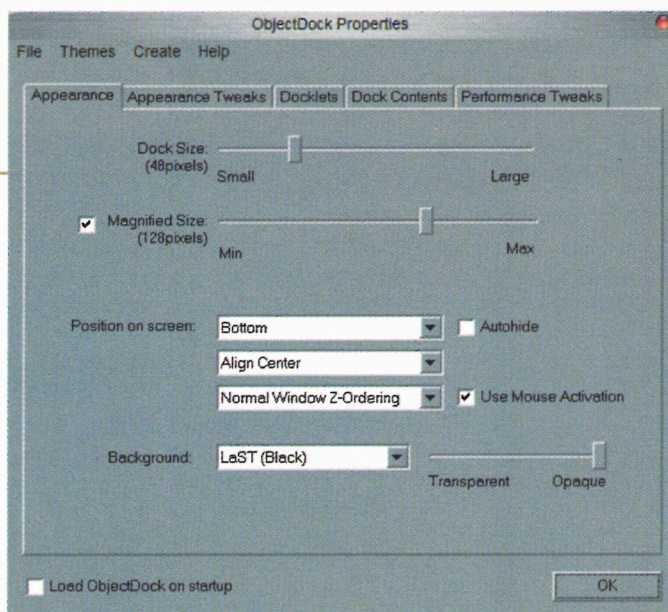 ObjectDock Properties
File Themes Create Help
Appearance Appearance Tweaks Docklets Dock Contents Performance Tweaks
Dock Size:
(48pixels)
Small Large
Magnified Size:
(128pixels)
Min Max
Position on screen: Bottom Autohide
Align Center
Normal Window Z-Ordering Use Mouse Activation
Background: LaST (Black)
Transparent Opaque
Load ObjectDock on startup OK